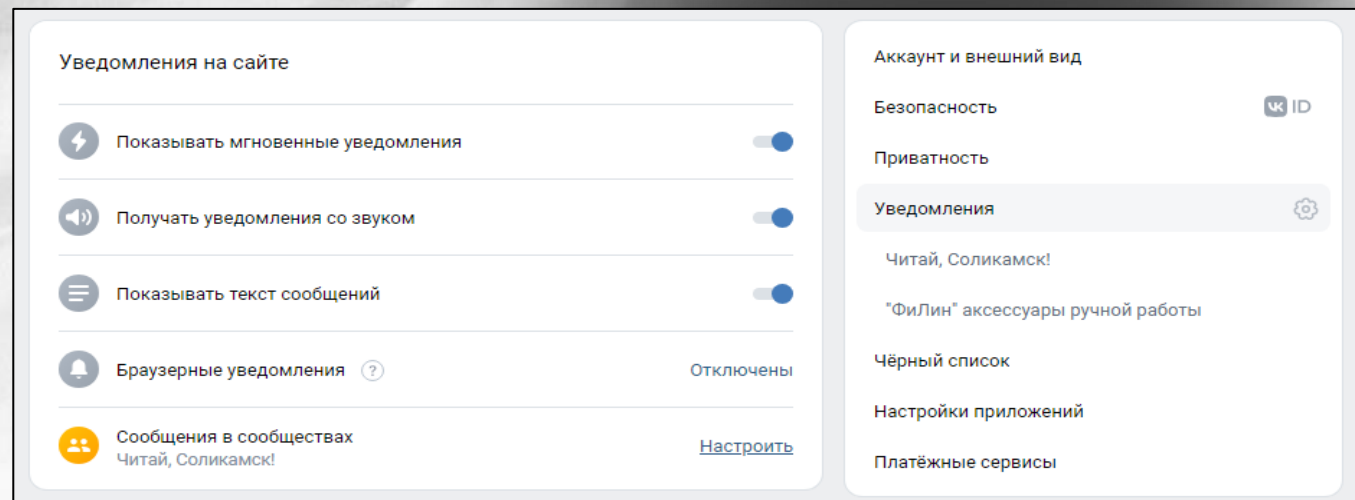 Уведомления на сайте
Показывать мгновенные уведомления
Получать уведомления со звуком
Показывать текст сообщений
Браузерные уведомления ? Отключены
Сообщения в сообществах
Читай, Соликамск!
Настроить
Аккаунт и внешний вид
Безопасность VK ID
Приватность
Уведомления
Читай, Соликамск!
"ФиЛин" аксессуары ручной работы
Чёрный список
Настройки приложений
Платёжные сервисы